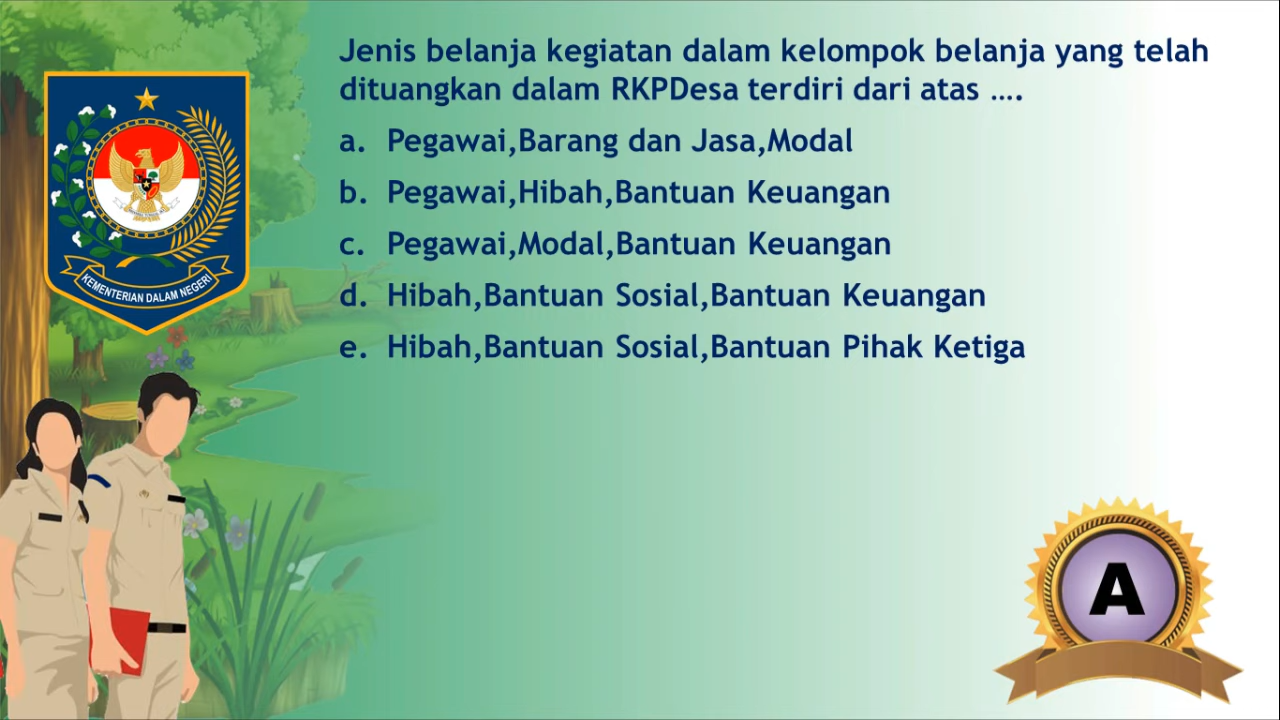 Jenis belanja kegiatan dalam kelompok belanja yang telah
dituangkan dalam RKPDesa terdiri dari atas ….
a. Pegawai,Barang dan Jasa,Modal
b. Pegawai,Hibah,Bantuan Keuangan
c. Pegawai,Modal,Bantuan Keuangan
d. Hibah,Bantuan Sosial,Bantuan Keuangan
e. Hibah,Bantuan Sosial,Bantuan Pihak Ketiga
KEMENTERIAN DALAM NEGERI
A